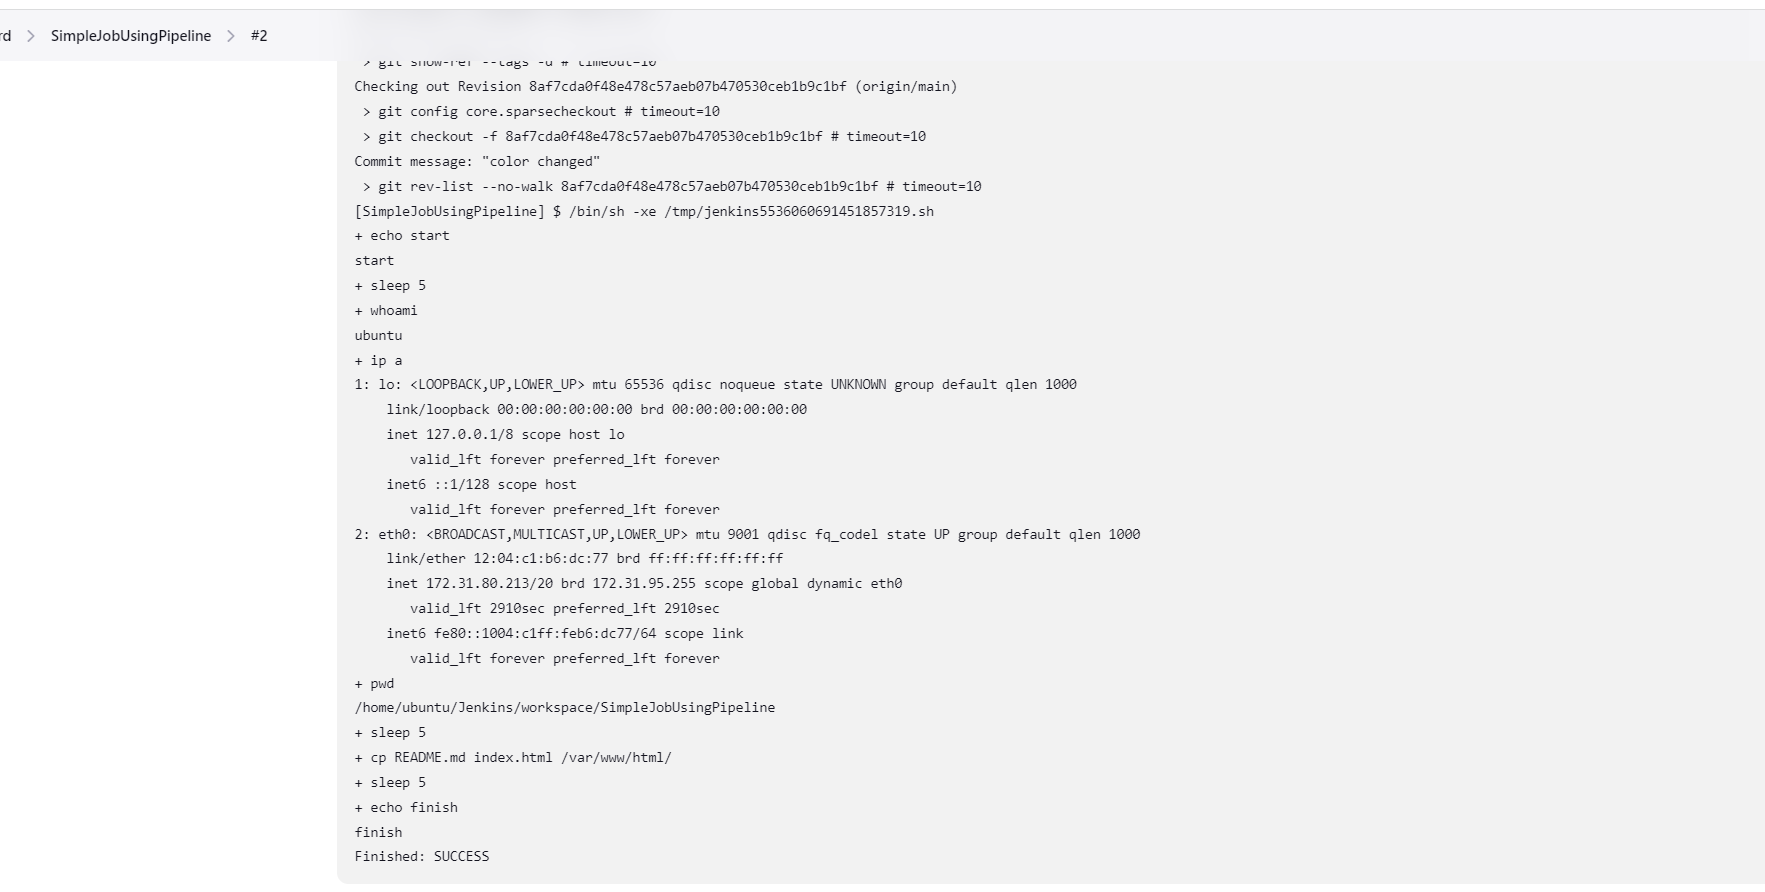 rd > SimpleJobUsingPipeline > #2
> git show-ref --tags -d # timeout=10
Checking out Revision 8af7cda0f48e478c57aeb07b470530ceb1b9c1bf (origin/main)
> git config core.sparsecheckout # timeout=10
> git checkout -f 8af7cda0f48e478c57aeb07b470530ceb1b9c1bf # timeout=10
Commit message: "color changed"
> git rev-list --no-walk 8af7cda0f48e478c57aeb07b470530ceb1b9c1bf # timeout=10
[SimpleJobUsingPipeline] $ /bin/sh -xe /tmp/jenkins5536060691451857319.sh
+ echo start
start
+ sleep 5
+ whoami
ubuntu
+ ip a
1: lo: <LOOPBACK,UP,LOWER_UP> mtu 65536 qdisc noqueue state UNKNOWN group default qlen 1000
link/loopback 00:00:00:00:00:00 brd 00:00:00:00:00:00
inet 127.0.0.1/8 scope host lo
valid_lft forever preferred_lft forever
inet6 ::1/128 scope host
valid_lft forever preferred_lft forever
2: eth0: <BROADCAST,MULTICAST,UP,LOWER_UP> mtu 9001 qdisc fq_codel state UP group default qlen 1000
link/ether 12:04:c1:b6:dc:77 brd ff:ff:ff:ff:ff:ff
inet 172.31.80.213/20 brd 172.31.95.255 scope global dynamic eth0
valid_lft 2910sec preferred_lft 2910sec
inet6 fe80::1004:c1ff:feb6:dc77/64 scope link
valid_lft forever preferred_lft forever
+ pwd
/home/ubuntu/Jenkins/workspace/SimpleJobUsingPipeline
+ sleep 5
+ cp README.md index.html /var/www/html/
+ sleep 5
+ echo finish
finish
Finished: SUCCESS